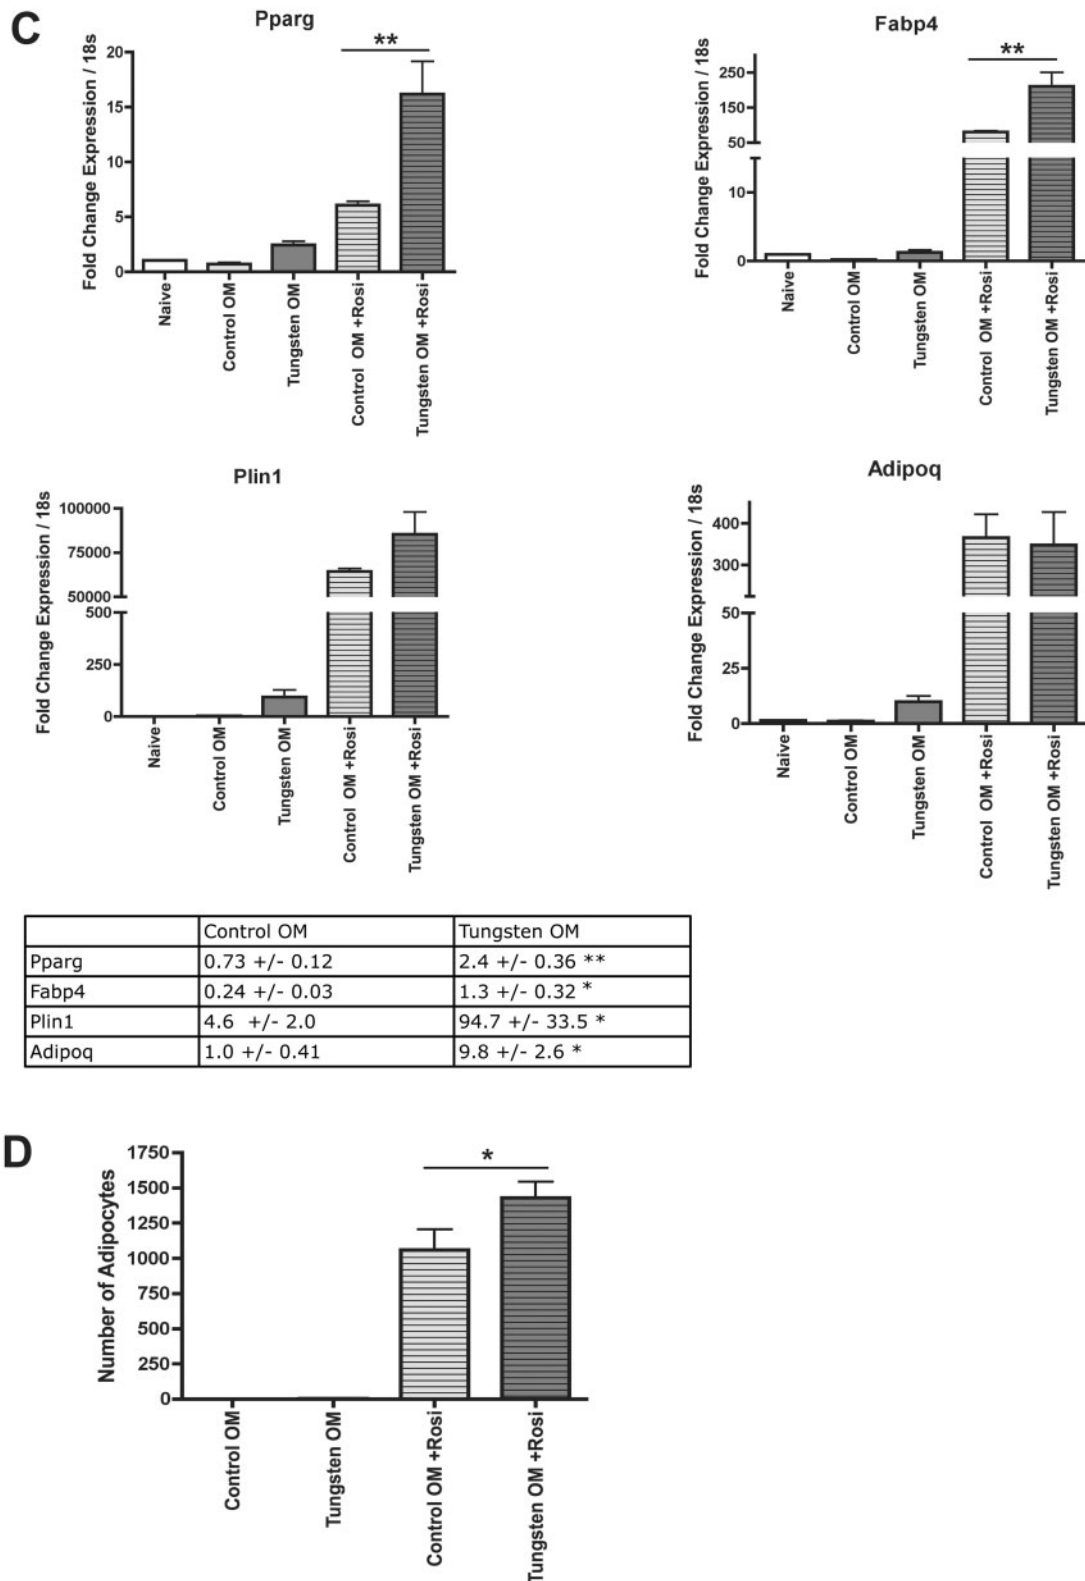 C
Pparg
**
Fold Change Expression / 18s
20
15
10
5
0
Naive
Control OM
Tungsten OM
Control OM +Rosi
Tungsten OM +Rosi
Fabp4
**
Fold Change Expression / 18s
250
150
50
10
0
Naive
Control OM
Tungsten OM
Control OM +Rosi
Tungsten OM +Rosi
Plin1
Fold Change Expression / 18s
100000
75000
50000
500
250
0
Naive
Control OM
Tungsten OM
Control OM +Rosi
Tungsten OM +Rosi
Adipoq
Fold Change Expression / 18s
400
300
50
25
0
Naive
Control OM
Tungsten OM
Control OM +Rosi
Tungsten OM +Rosi
Control OM Tungsten OM
Pparg 0.73 +/- 0.12 2.4 +/- 0.36 **
Fabp4 0.24 +/- 0.03 1.3 +/- 0.32 *
Plin1 4.6 +/- 2.0 94.7 +/- 33.5 *
Adipoq 1.0 +/- 0.41 9.8 +/- 2.6 *
D
*
Number of Adipocytes
1750
1500
1250
1000
750
500
250
0
Control OM
Tungsten OM
Control OM +Rosi
Tungsten OM +Rosi